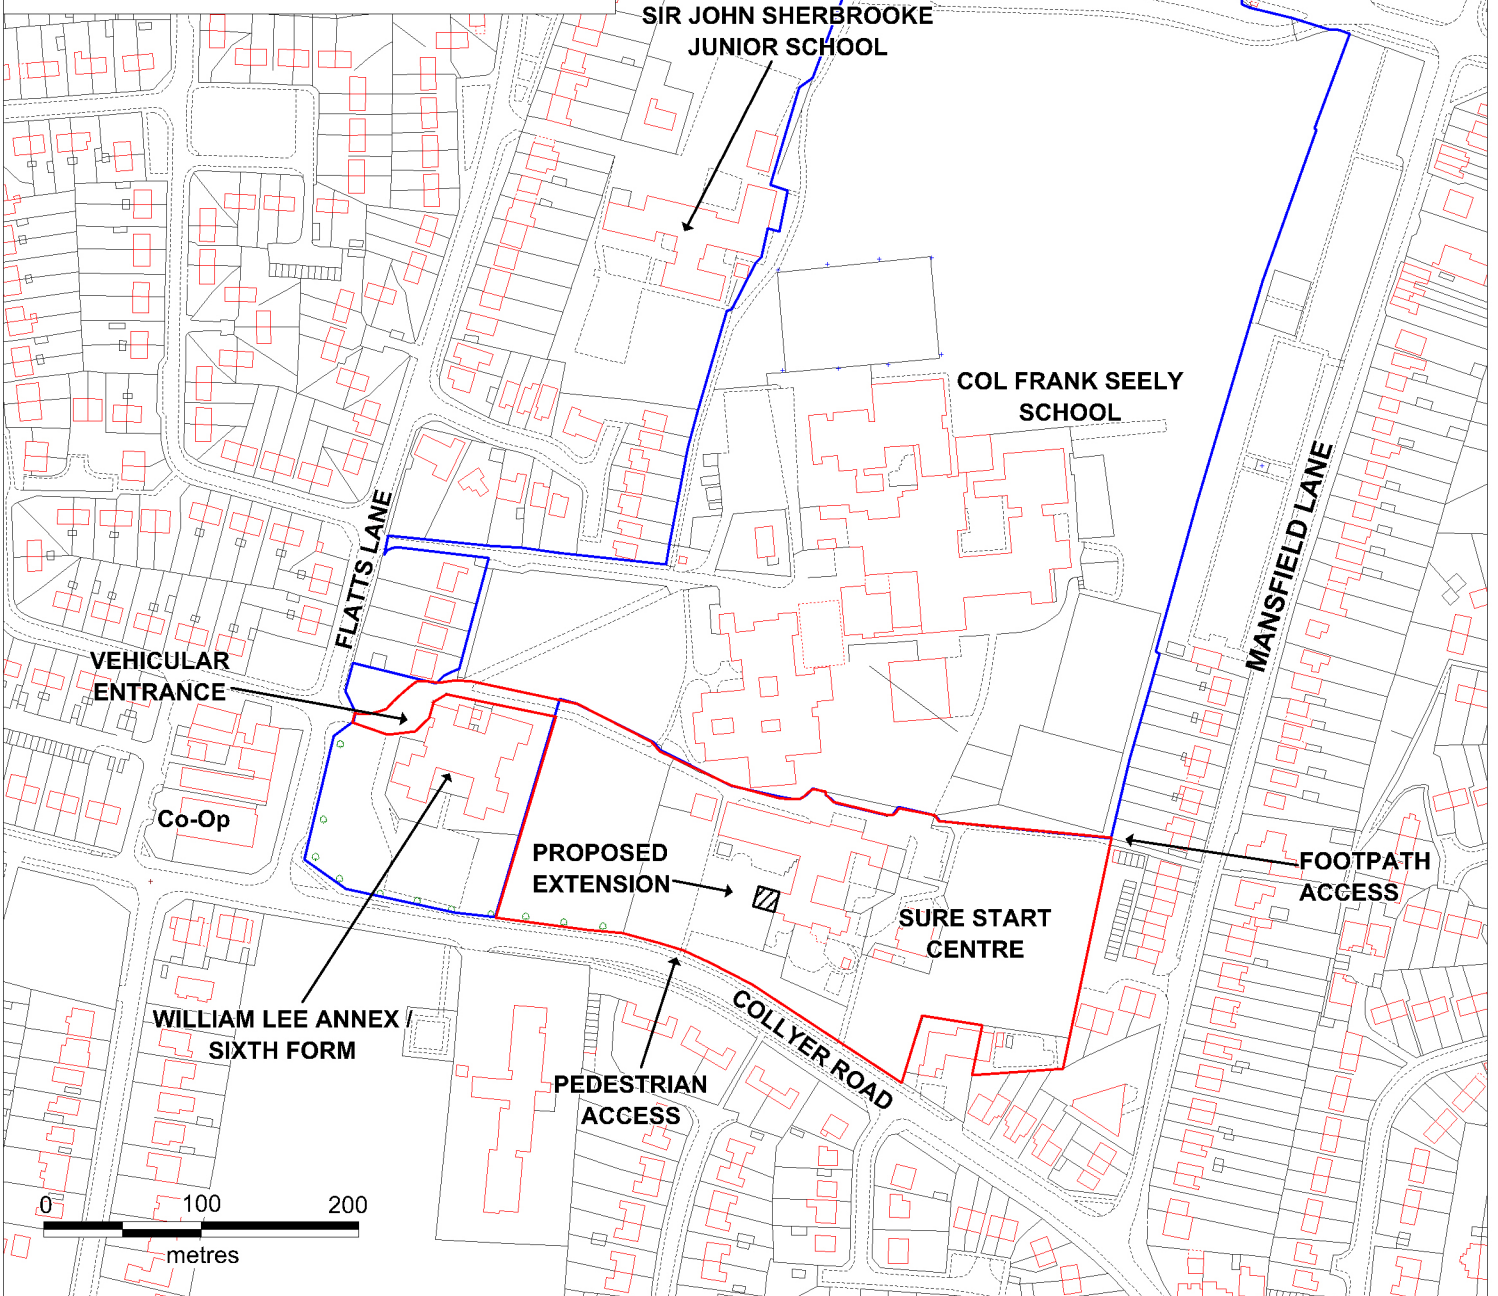 SIR JOHN SHERBROOKE
JUNIOR SCHOOL
COL FRANK SEELY
SCHOOL
MANSFIELD LANE
FLATTS LANE
VEHICULAR
ENTRANCE
Co-Op
PROPOSED
EXTENSION
FOOTPATH
ACCESS
SURE START
CENTRE
WILLIAM LEE ANNEX /
SIXTH FORM
COLLYER ROAD
PEDESTRIAN
ACCESS
0 100 200
metres